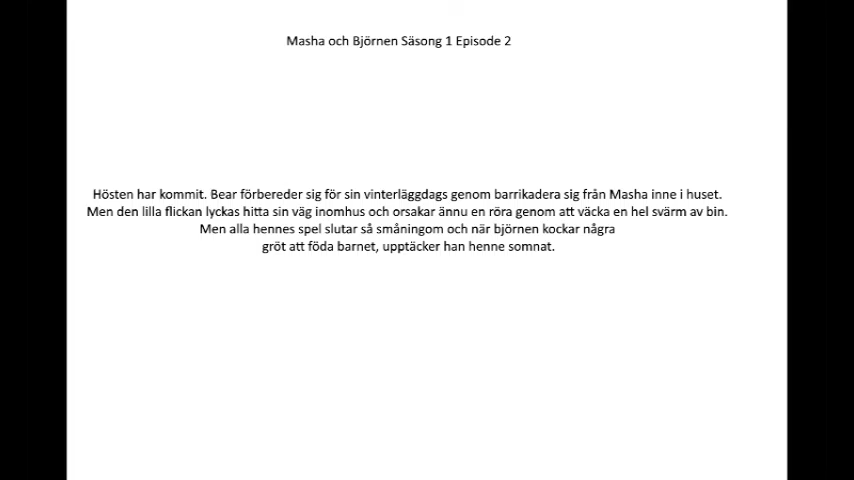 Masha och Björnen Säsong 1 Episode 2
Hösten har kommit. Bear förbereder sig för sin vinterläggdags genom barrikadera sig från Masha inne i huset.
Men den lilla flickan lyckas hitta sin väg inomhus och orsakar ännu en röra genom att väcka en hel svärm av bin.
Men alla hennes spel slutar så småningom och när björnen kockar några
gröt att föda barnet, upptäcker han henne somnat.